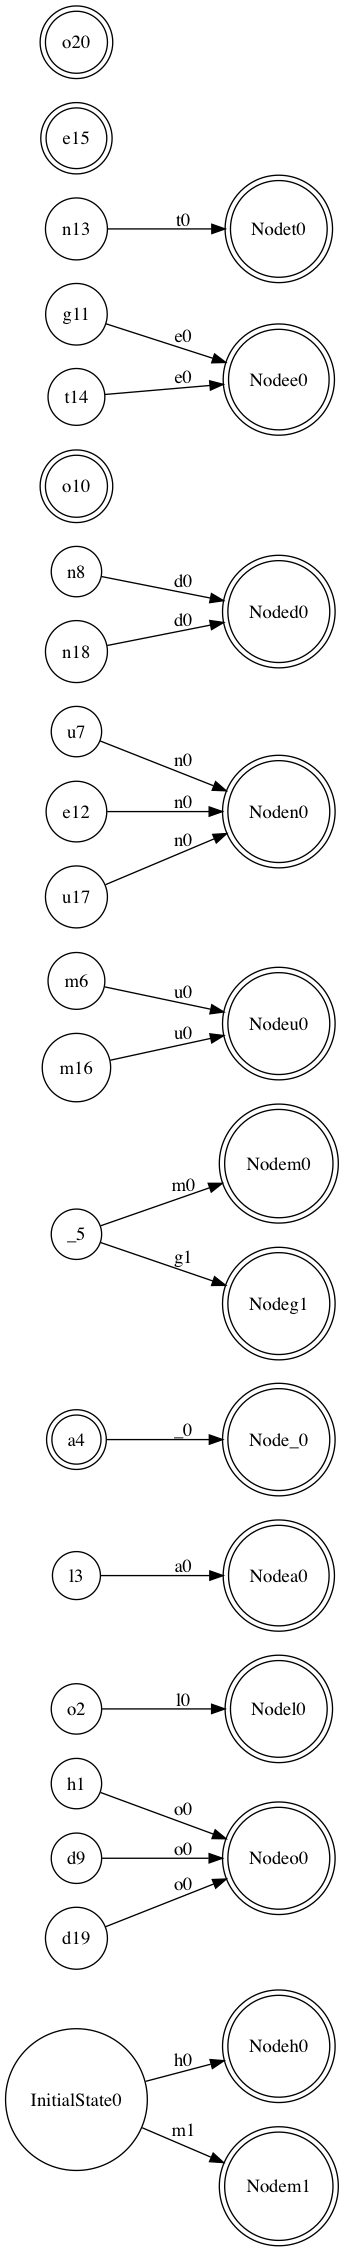 o20
e15
n13
t0
Nodet0
g11
e0
Nodee0
t14
e0
o10
n8
d0
Noded0
n18
d0
u7
n0
e12
n0
Noden0
u17
n0
m6
u0
Nodeu0
m16
u0
Nodem0
_5
m0
g1
Nodeg1
a4
_0
Node_0
l3
a0
Nodea0
o2
l0
Nodel0
h1
o0
d9
o0
Nodeo0
d19
o0
Nodeh0
InitialState0
h0
m1
Nodem1